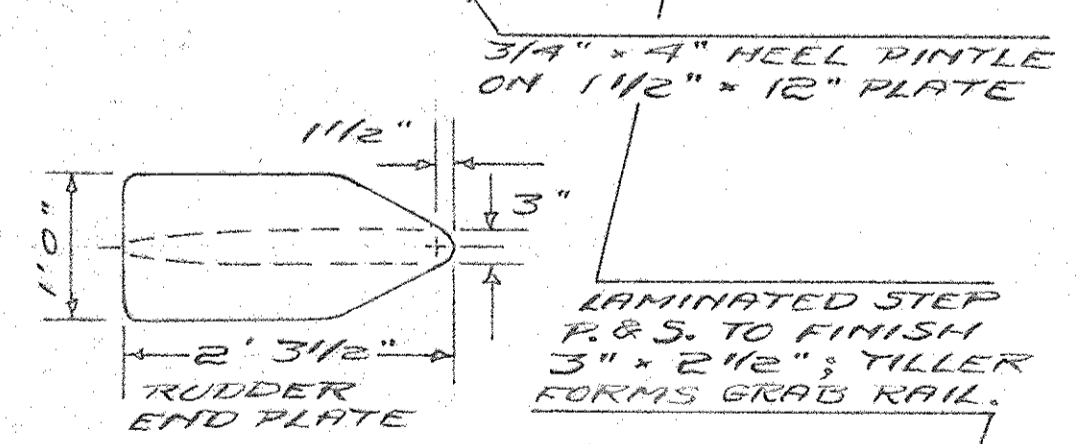 3/4" x 4" HEEL PINTLE
ON 1 1/2" x 12" PLATE
1 1/2"
3"
1'0"
2' 3 1/2"
RUDDER
END PLATE
LAMINATED STEP
P. & S. TO FINISH
3" x 2 1/2"; TILLER
FORMS GRAB RAIL.